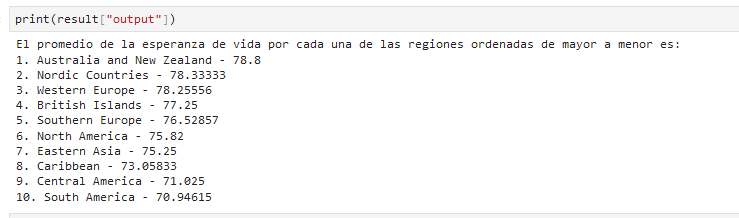 print(result["output"])
El promedio de la esperanza de vida por cada una de las regiones ordenadas de mayor a menor es:
1. Australia and New Zealand - 78.8
2. Nordic Countries - 78.33333
3. Western Europe - 78.25556
4. British Islands - 77.25
5. Southern Europe - 76.52857
6. North America - 75.82
7. Eastern Asia - 75.25
8. Caribbean - 73.05833
9. Central America - 71.025
10. South America - 70.94615